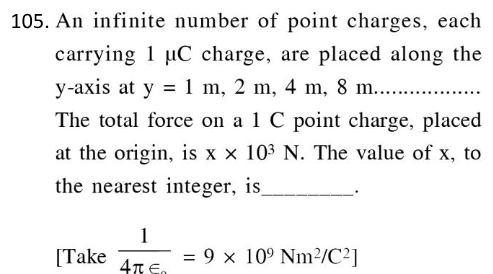 105. An infinite number of point charges, each
carrying 1 μC charge, are placed along the
y-axis at y = 1 m, 2 m, 4 m, 8 m..................
The total force on a 1 C point charge, placed
at the origin, is x × 10³ N. The value of x, to
the nearest integer, is_________.
[Take 1/4π∈₀ = 9 × 10⁹ Nm²/C²]